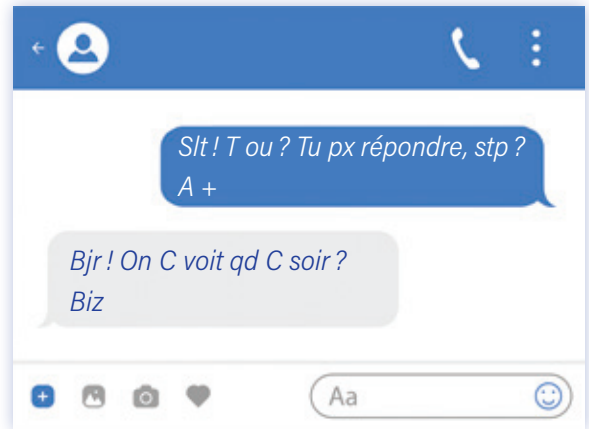 Slt ! T ou ? Tu px répondre, stp ?
A +
Bjr ! On C voit qd C soir ?
Biz
Aa